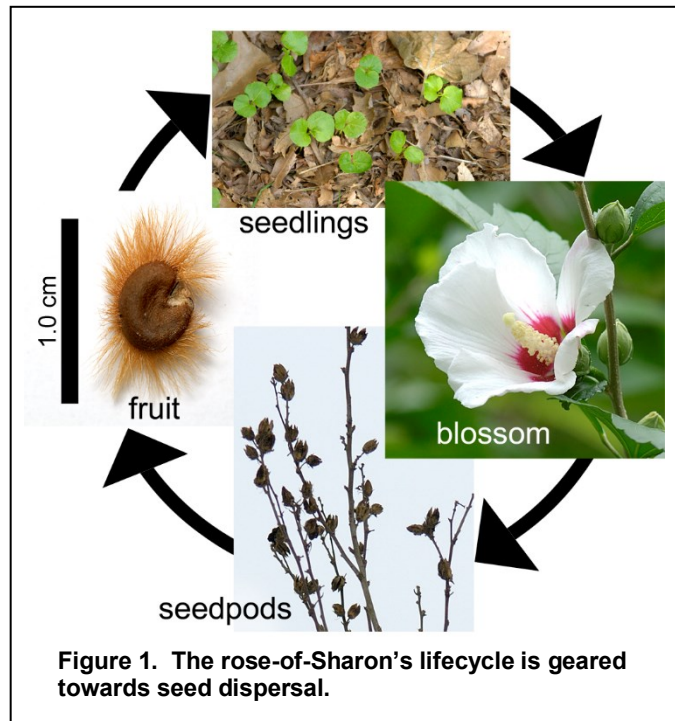 seedlings
1.0 cm
fruit
blossom
seedpods
Figure 1.  The rose-of-Sharon's lifecycle is geared
towards seed dispersal.